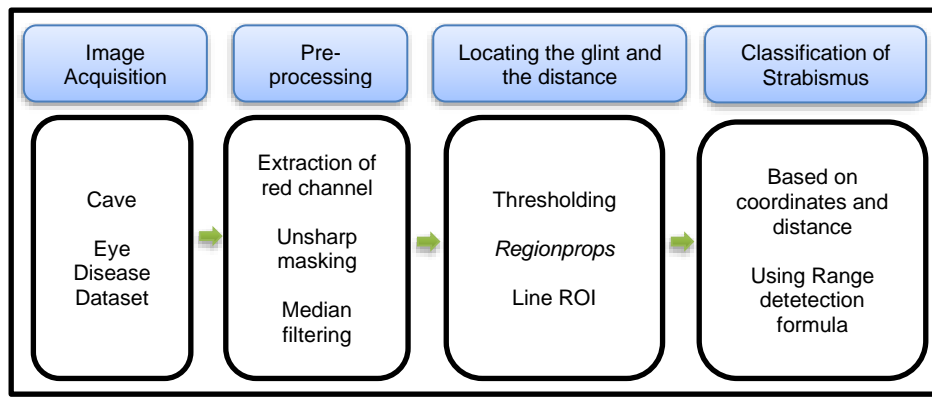 Image
Acquisition
Pre-
processing
Locating the glint and
the distance
Classification of
Strabismus
Cave
Eye
Disease
Dataset
Extraction of
red channel
Unsharp
masking
Median
filtering
Thresholding
Regionprops
Line ROI
Based on
coordinates and
distance
Using Range
detetection
formula